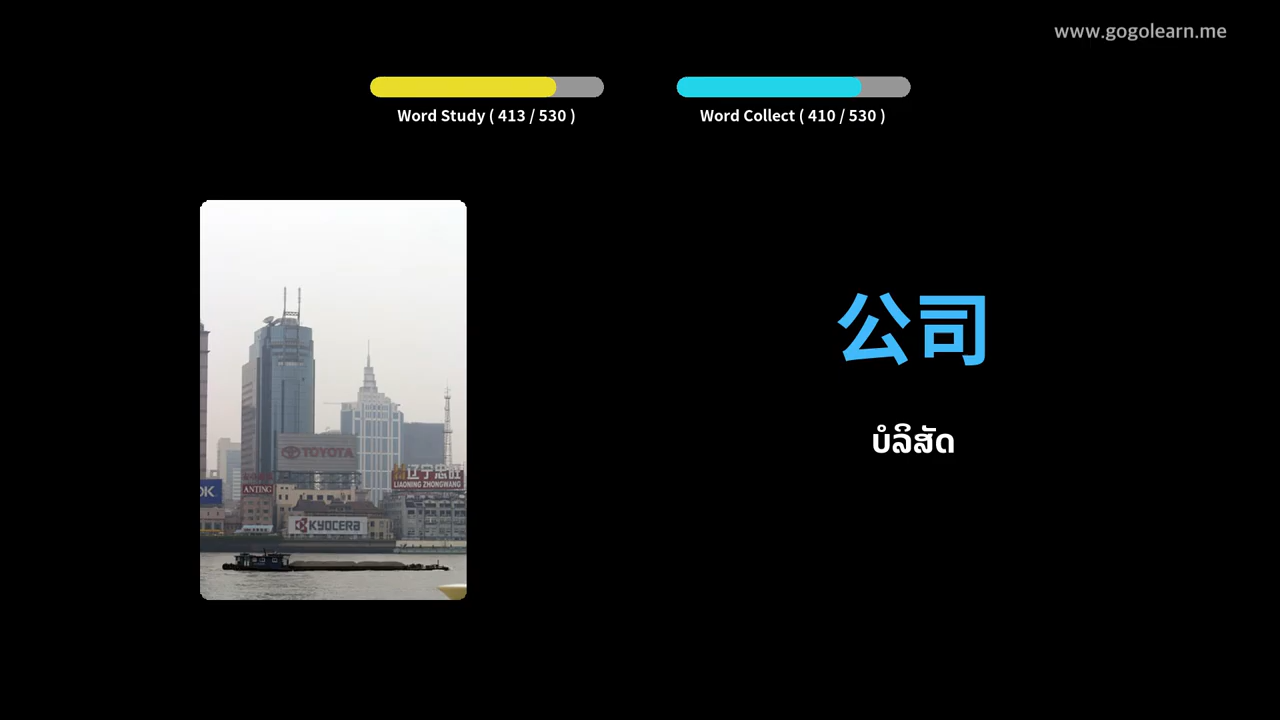 www.gogolearn.me
Word Study ( 413 / 530 )
Word Collect ( 410 / 530 )
公司
ບໍລິສັດ
TOYOTA
辽宁忠旺
LIAONING ZHONGWANG
OK
ANTING
KYOCERA